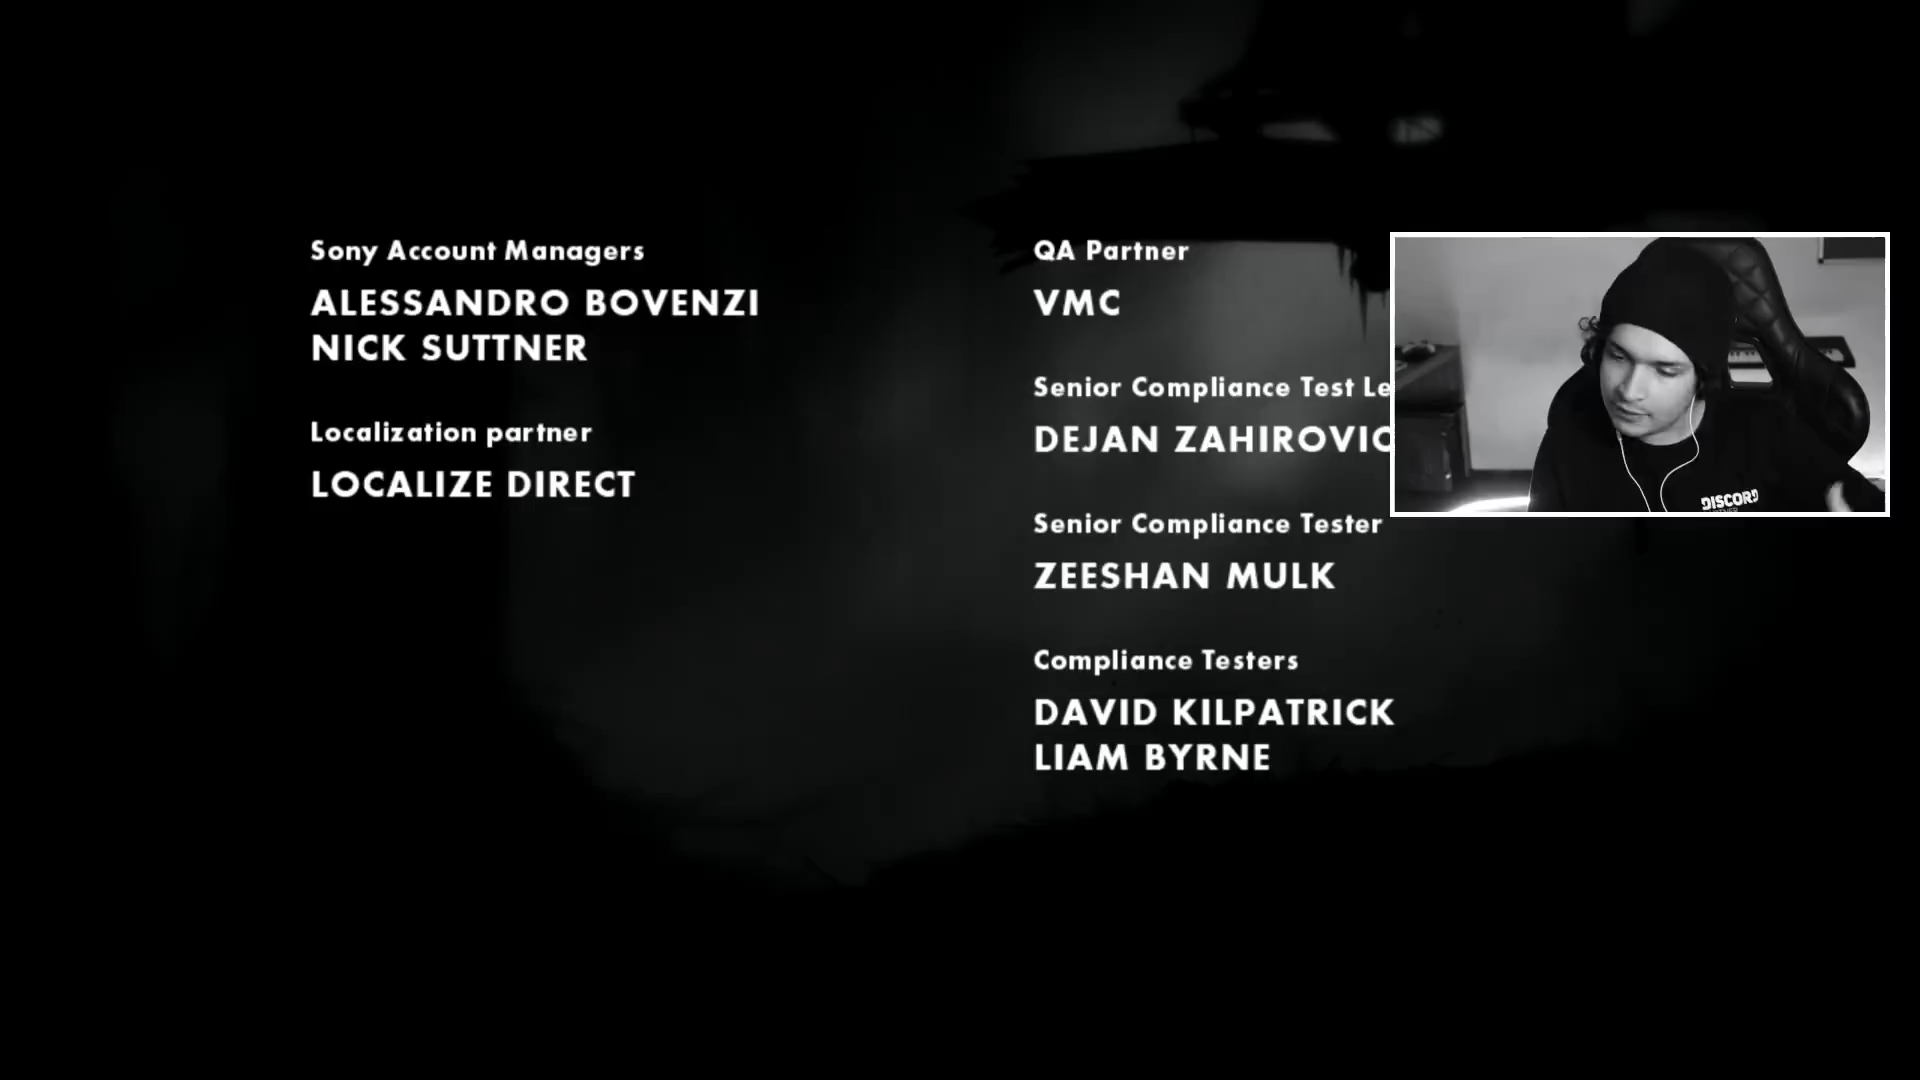 Sony Account Managers
ALESSANDRO BOVENZI
NICK SUTTNER
Localization partner
LOCALIZE DIRECT
QA Partner
VMC
Senior Compliance Test Le
DEJAN ZAHIROVIC
Senior Compliance Tester
ZEESHAN MULK
Compliance Testers
DAVID KILPATRICK
LIAM BYRNE
DISCORD